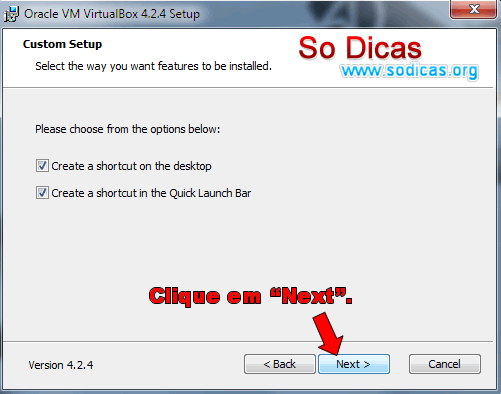 Oracle VM VirtualBox 4.2.4 Setup
Custom Setup
Select the way you want features to be installed.
So Dicas
www.sodicas.org
Please choose from the options below:
Create a shortcut on the desktop
Create a shortcut in the Quick Launch Bar
Clique em “Next”.
Version 4.2.4
< Back
Next >
Cancel